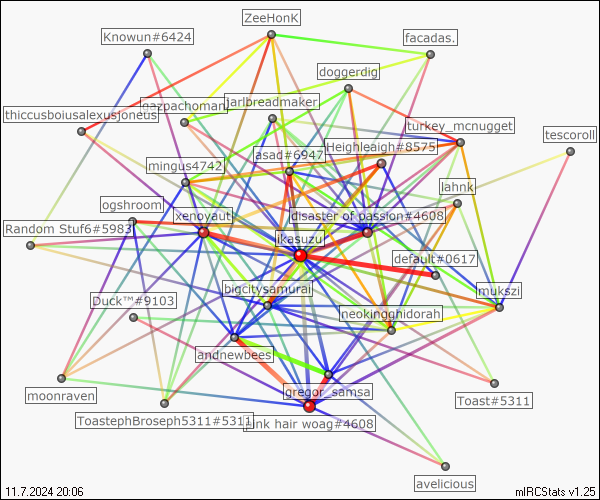 ZeeHonK
Knowun#6424
facadas.
doggerdig
gazpachoman
jarlbreadmaker
thiccusboiusalexusjoneus
turkey_mcnugget
tescoroll
Heighleaigh#8575
asad#6947
mingus4742
lahnk
ogshroom
xenoyaut
disaster of passion#4608
Random Stuf6#5983
ikasuzui
default#0617
bigcitysamurai
mukszi
Duck™#9103
neokingghidorah
andnewbees
moonraven
gregor_samsa
Toast#5311
ToastephBroseph5311#5311
pink hair woag#4608
avelicious
11.7.2024 20:06
mIRCStats v1.25